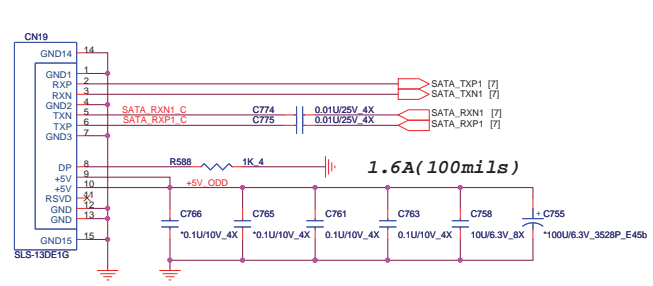 CN19
GND14 14
GND1 1
RXP 2 SATA_TXP1 [7]
RXN 3 SATA_TXN1 [7]
GND2 4
TXN 5 SATA_RXN1_C C774 0.01U/25V_4X SATA_RXN1 [7]
TXP 6 SATA_RXP1_C C775 0.01U/25V_4X SATA_RXP1 [7]
GND3 7
DP 8 R588 1K_4 1.6A(100mils)
+5V 9
+5V 10 +5V_ODD
RSVD 11
GND 12
GND 13
C766 C765 C761 C763 C758 + C755
*0.1U/10V_4X *0.1U/10V_4X 0.1U/10V_4X 0.1U/10V_4X 10U/6.3V_8X *100U/6.3V_3528P_E45b
GND15 15
SLS-13DE1G